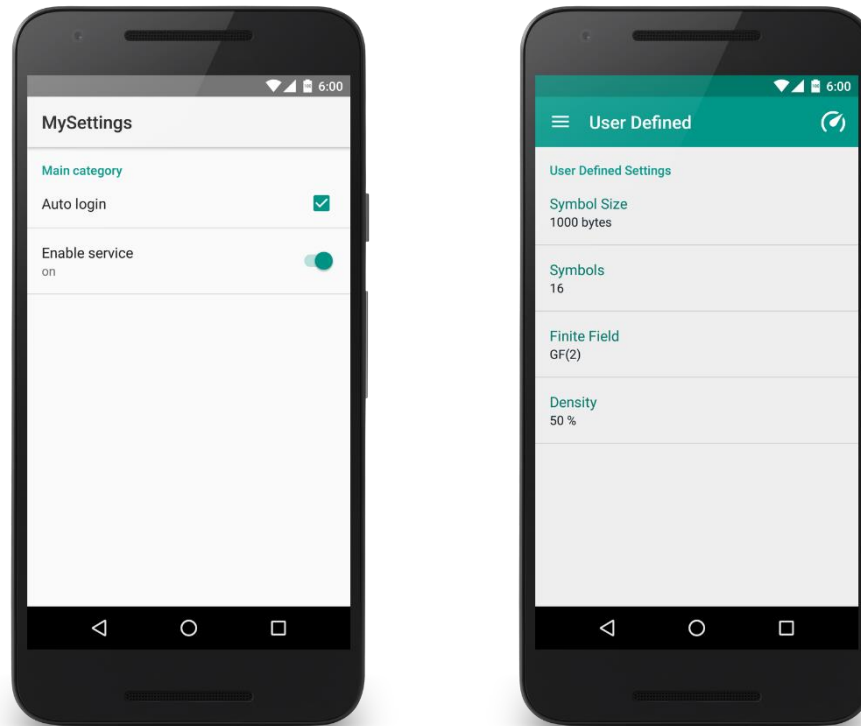 6:00
MySettings
Main category
Auto login
Enable service
on
6:00
User Defined
User Defined Settings
Symbol Size
1000 bytes
Symbols
16
Finite Field
GF(2)
Density
50 %